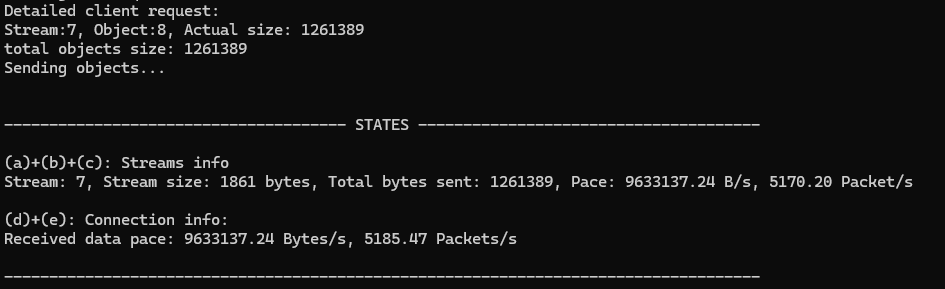 Detailed client request:
Stream:7, Object:8, Actual size: 1261389
total objects size: 1261389
Sending objects...
-------------------------------------- STATES --------------------------------------
(a)+(b)+(c): Streams info
Stream: 7, Stream size: 1861 bytes, Total bytes sent: 1261389, Pace: 9633137.24 B/s, 5170.20 Packet/s
(d)+(e): Connection info:
Received data pace: 9633137.24 Bytes/s, 5185.47 Packets/s
------------------------------------------------------------------------------------